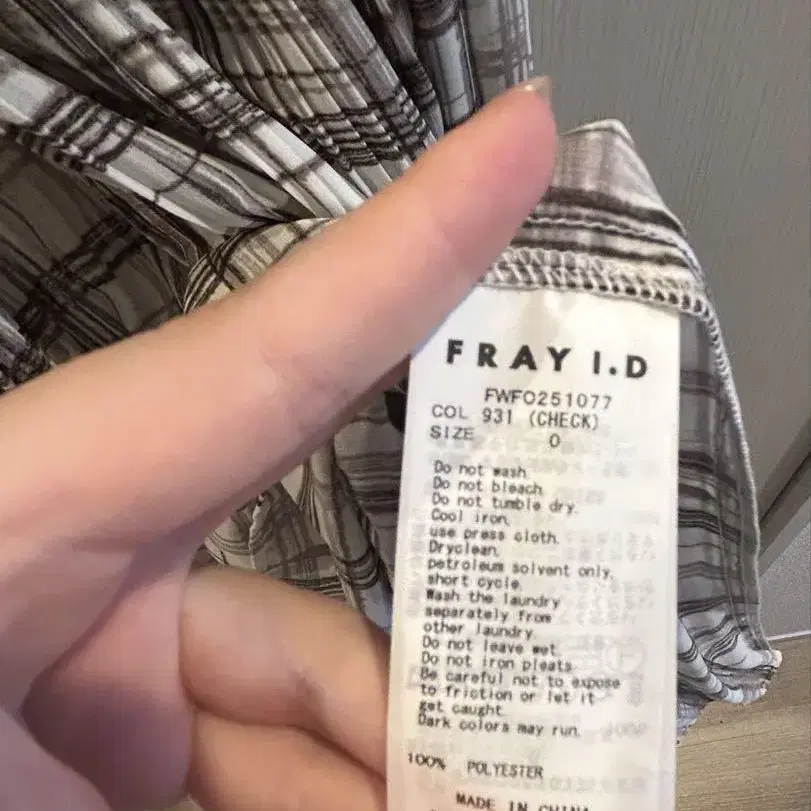 FRAY I.D
FWFO251077
COL 931 (CHECK)
SIZE 0
Do not wash.
Do not bleach.
Do not tumble dry.
Cool iron,
use press cloth.
Dryclean,
petroleum solvent only,
short cycle.
Wash the laundry
separately from
other laundry.
Do not leave wet.
Do not iron pleats.
Be careful not to expose
to friction or let it
get caught.
Dark colors may run.
100% POLYESTER
MADE IN CHINA